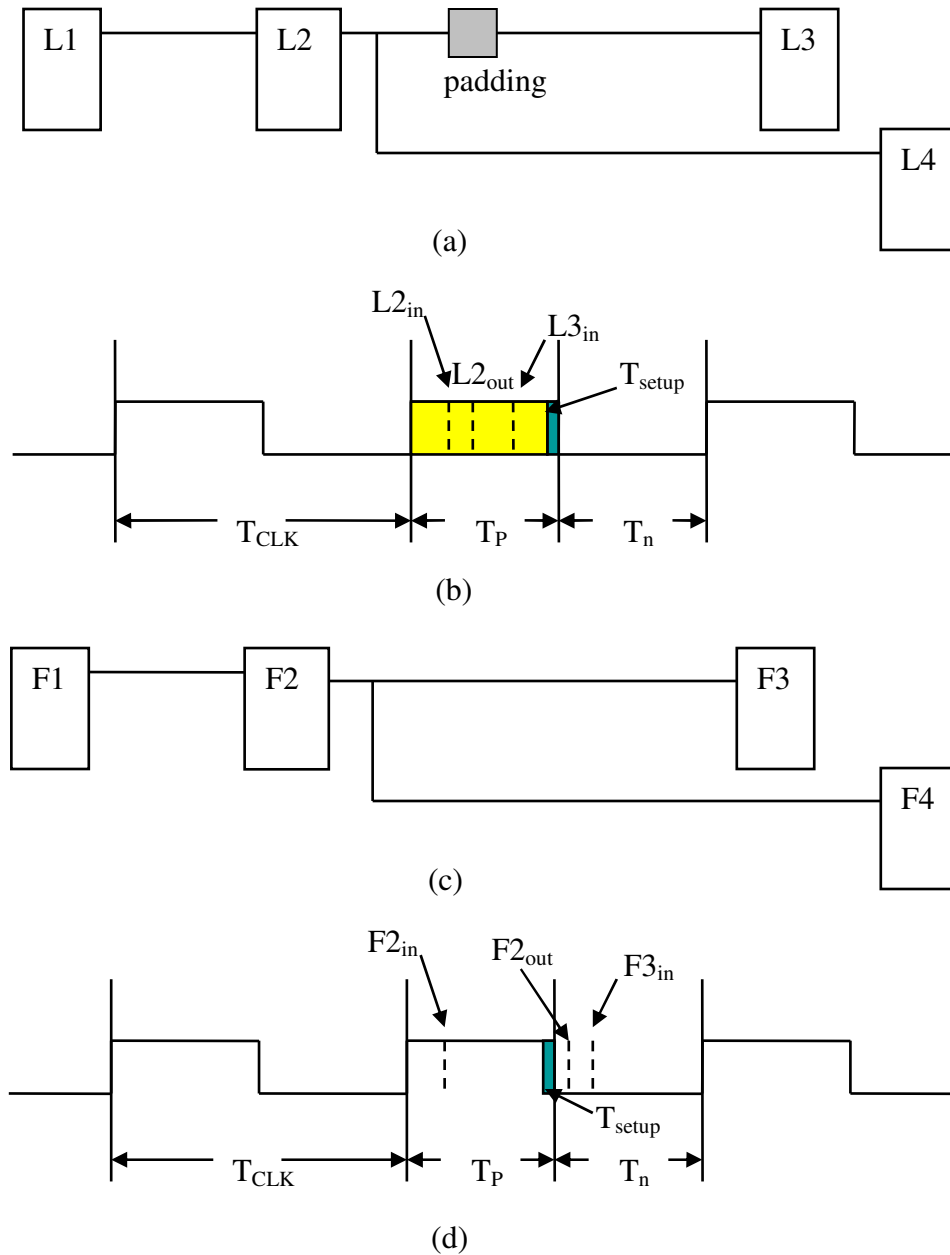 L1 L2 L3
padding
L4
(a)
L2in
L3in
L2out
Tsetup
TCLK TP Tn
(b)
F1 F2 F3
F4
(c)
F2in F2out F3in
Tsetup
TCLK TP Tn
(d)